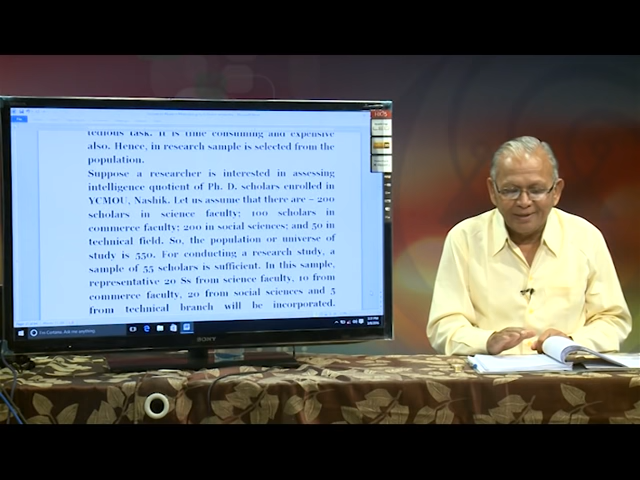 tedious task. It is time consuming and expensive
also. Hence, in research sample is selected from the
population.
Suppose a researcher is interested in assessing
intelligence quotient of Ph. D. scholars enrolled in
YCMOU, Nashik. Let us assume that there are – 200
scholars in science faculty; 100 scholars in
commerce faculty; 200 in social sciences; and 50 in
technical field. So, the population or universe of
study is 550. For conducting a research study, a
sample of 55 scholars is sufficient. In this sample,
representative 20 Ss from science faculty, 10 from
commerce faculty, 20 from social sciences and 5
from technical branch will be incorporated.
I'm Cortana. Ask me anything.
SONY